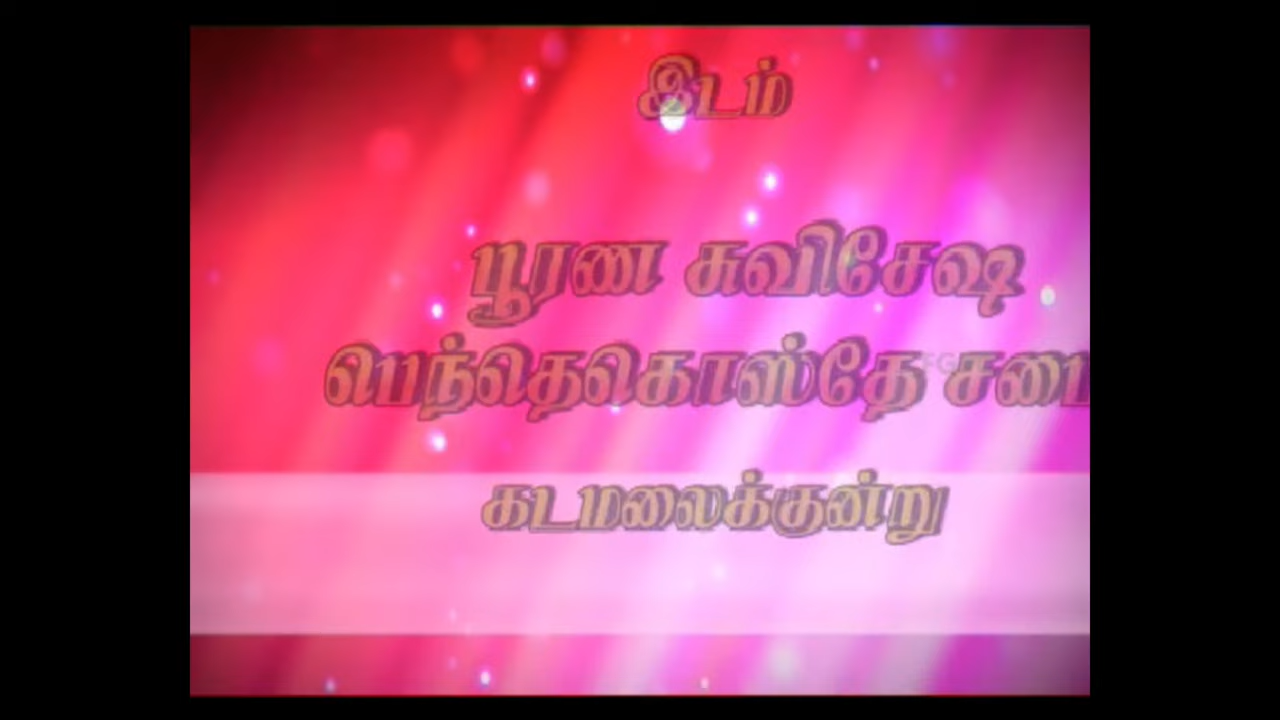 இடம்
பூரண சுவிசேஷ
பெந்தெகொஸ்தே சபை
கடமலைக்குன்று